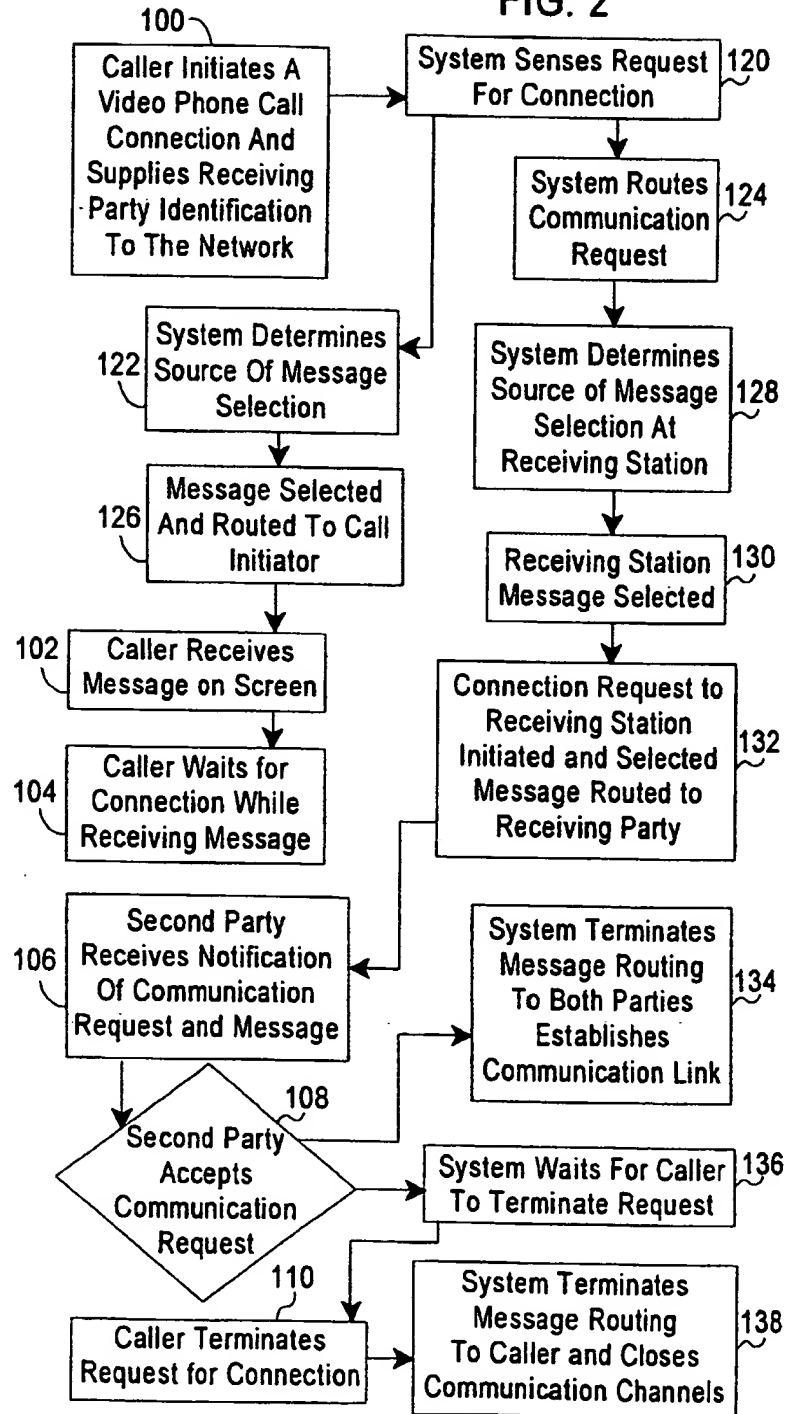 FIG. 2
100
Caller Initiates A
Video Phone Call
Connection And
Supplies Receiving
Party Identification
To The Network
System Senses Request
For Connection
120
System Routes
Communication
Request
124
System Determines
Source Of Message
Selection
122
System Determines
Source of Message
Selection At
Receiving Station
128
Message Selected
And Routed To Call
Initiator
126
Receiving Station
Message Selected
130
102
Caller Receives
Message on Screen
Connection Request to
Receiving Station
Initiated and Selected
Message Routed to
Receiving Party
132
104
Caller Waits for
Connection While
Receiving Message
106
Second Party
Receives Notification
Of Communication
Request and Message
System Terminates
Message Routing
To Both Parties
Establishes
Communication Link
134
108
Second Party
Accepts
Communication
Request
System Waits For Caller
To Terminate Request
136
110
Caller Terminates
Request for Connection
System Terminates
Message Routing
To Caller and Closes
Communication Channels
138